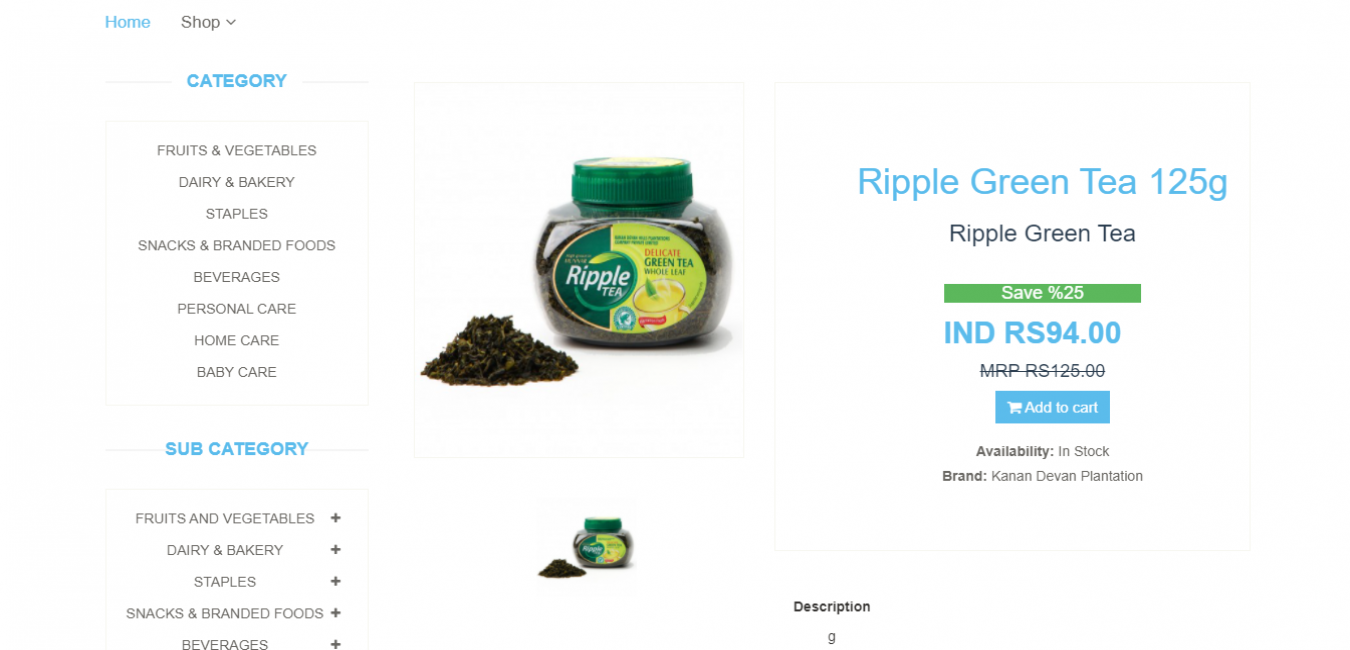 Home
Shop
CATEGORY
FRUITS & VEGETABLES
DAIRY & BAKERY
STAPLES
SNACKS & BRANDED FOODS
BEVERAGES
PERSONAL CARE
HOME CARE
BABY CARE
SUB CATEGORY
FRUITS AND VEGETABLES +
DAIRY & BAKERY +
STAPLES +
SNACKS & BRANDED FOODS +
BEVERAGES +
DELICATE
GREEN TEA
WHOLE LEAF
Ripple
TEA
Ripple
Ripple Green Tea 125g
Ripple Green Tea
Save %25
IND RS94.00
MRP RS125.00
Add to cart
Availability: In Stock
Brand: Kanan Devan Plantation
Description
g